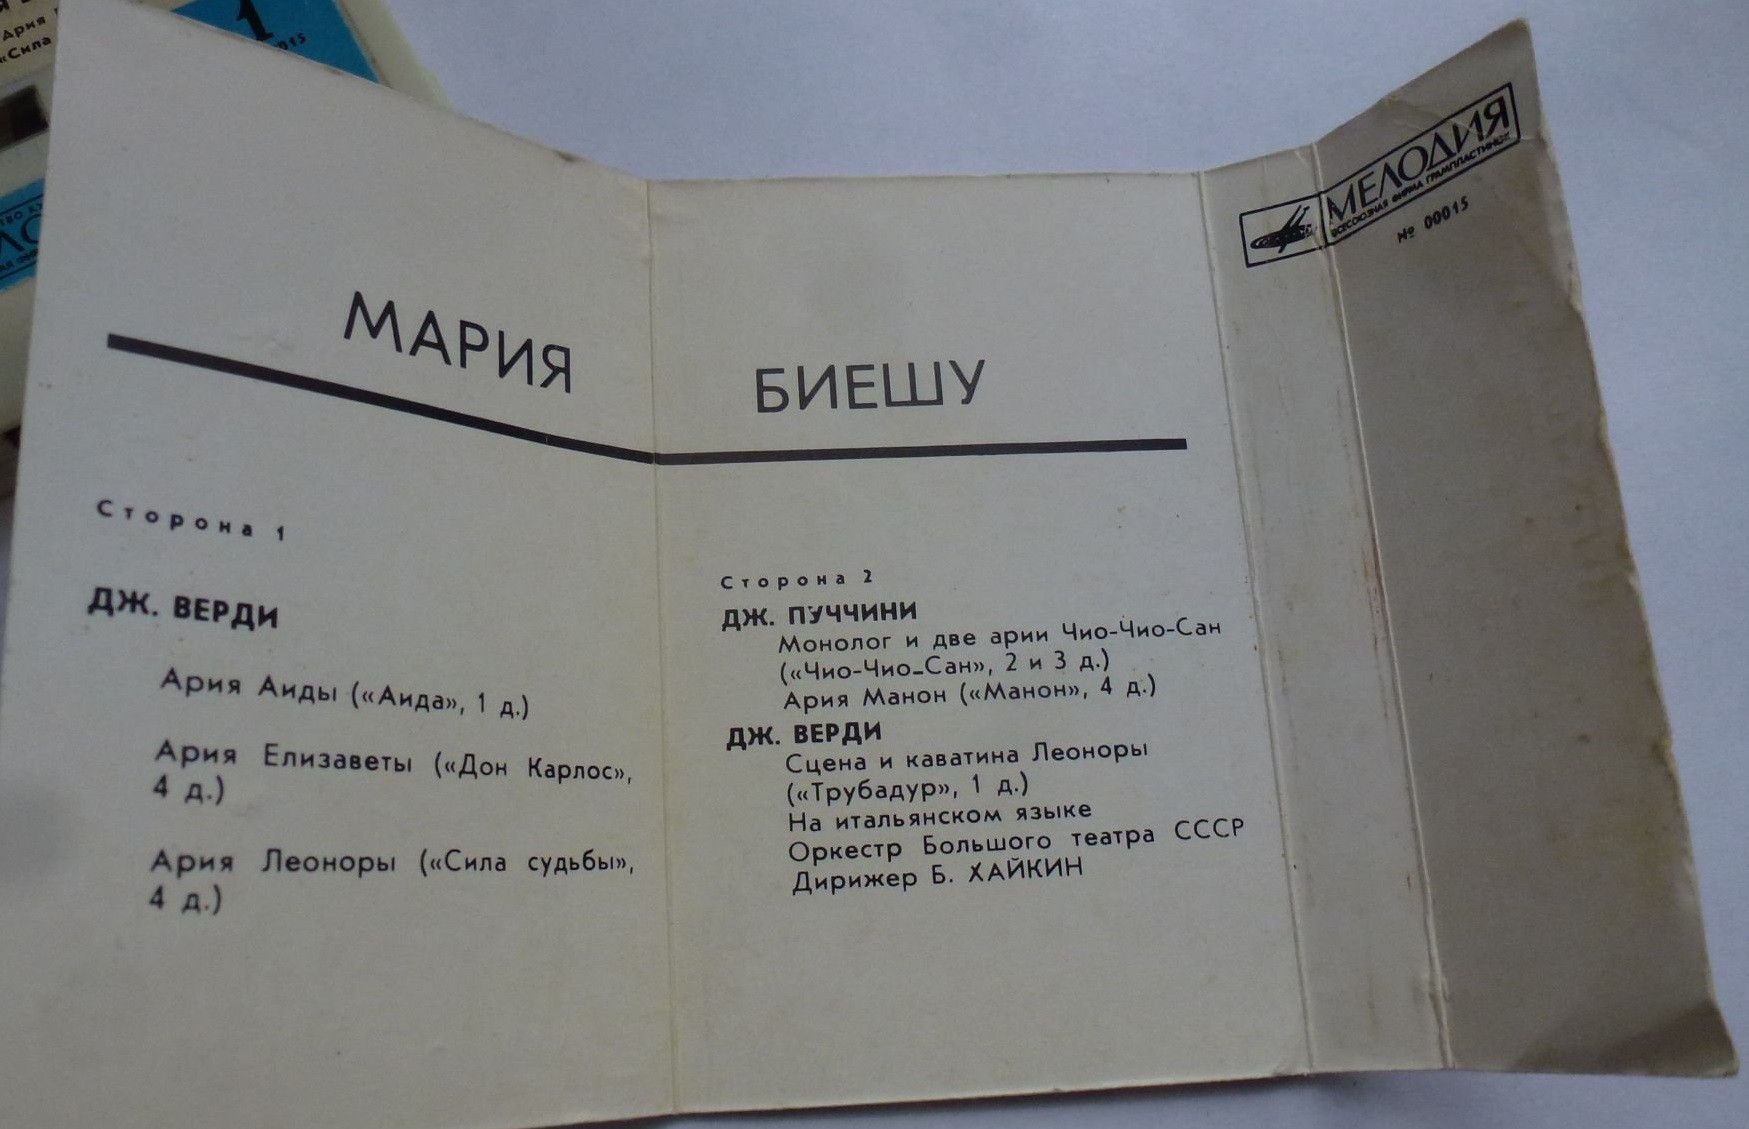 Ария
«Сила
1
МЕЛОДИЯ
ВСЕСОЮЗНАЯ ФИРМА ГРАМПЛАСТИНОК
№ 00015
МАРИЯ БИЕШУ
Сторона 1
ДЖ. ВЕРДИ
Ария Аиды («Аида», 1 д.)
Ария Елизаветы («Дон Карлос»,
4 д.)
Ария Леоноры («Сила судьбы»,
4 д.)
Сторона 2
ДЖ. ПУЧЧИНИ
Монолог и две арии Чио-Чио-Сан
(«Чио-Чио-Сан», 2 и 3 д.)
Ария Манон («Манон», 4 д.)
ДЖ. ВЕРДИ
Сцена и каватина Леоноры
(«Трубадур», 1 д.)
На итальянском языке
Оркестр Большого театра СССР
Дирижер Б. ХАЙКИН